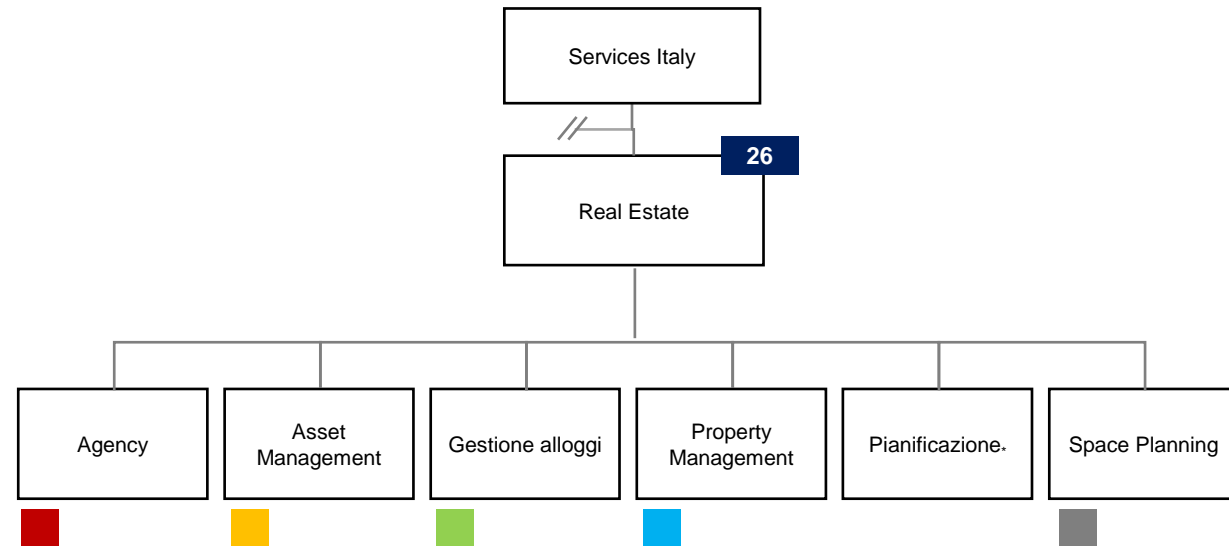 Services Italy
26
Real Estate
Agency
Asset
Management
Gestione alloggi
Property
Management
Pianificazione*
Space Planning